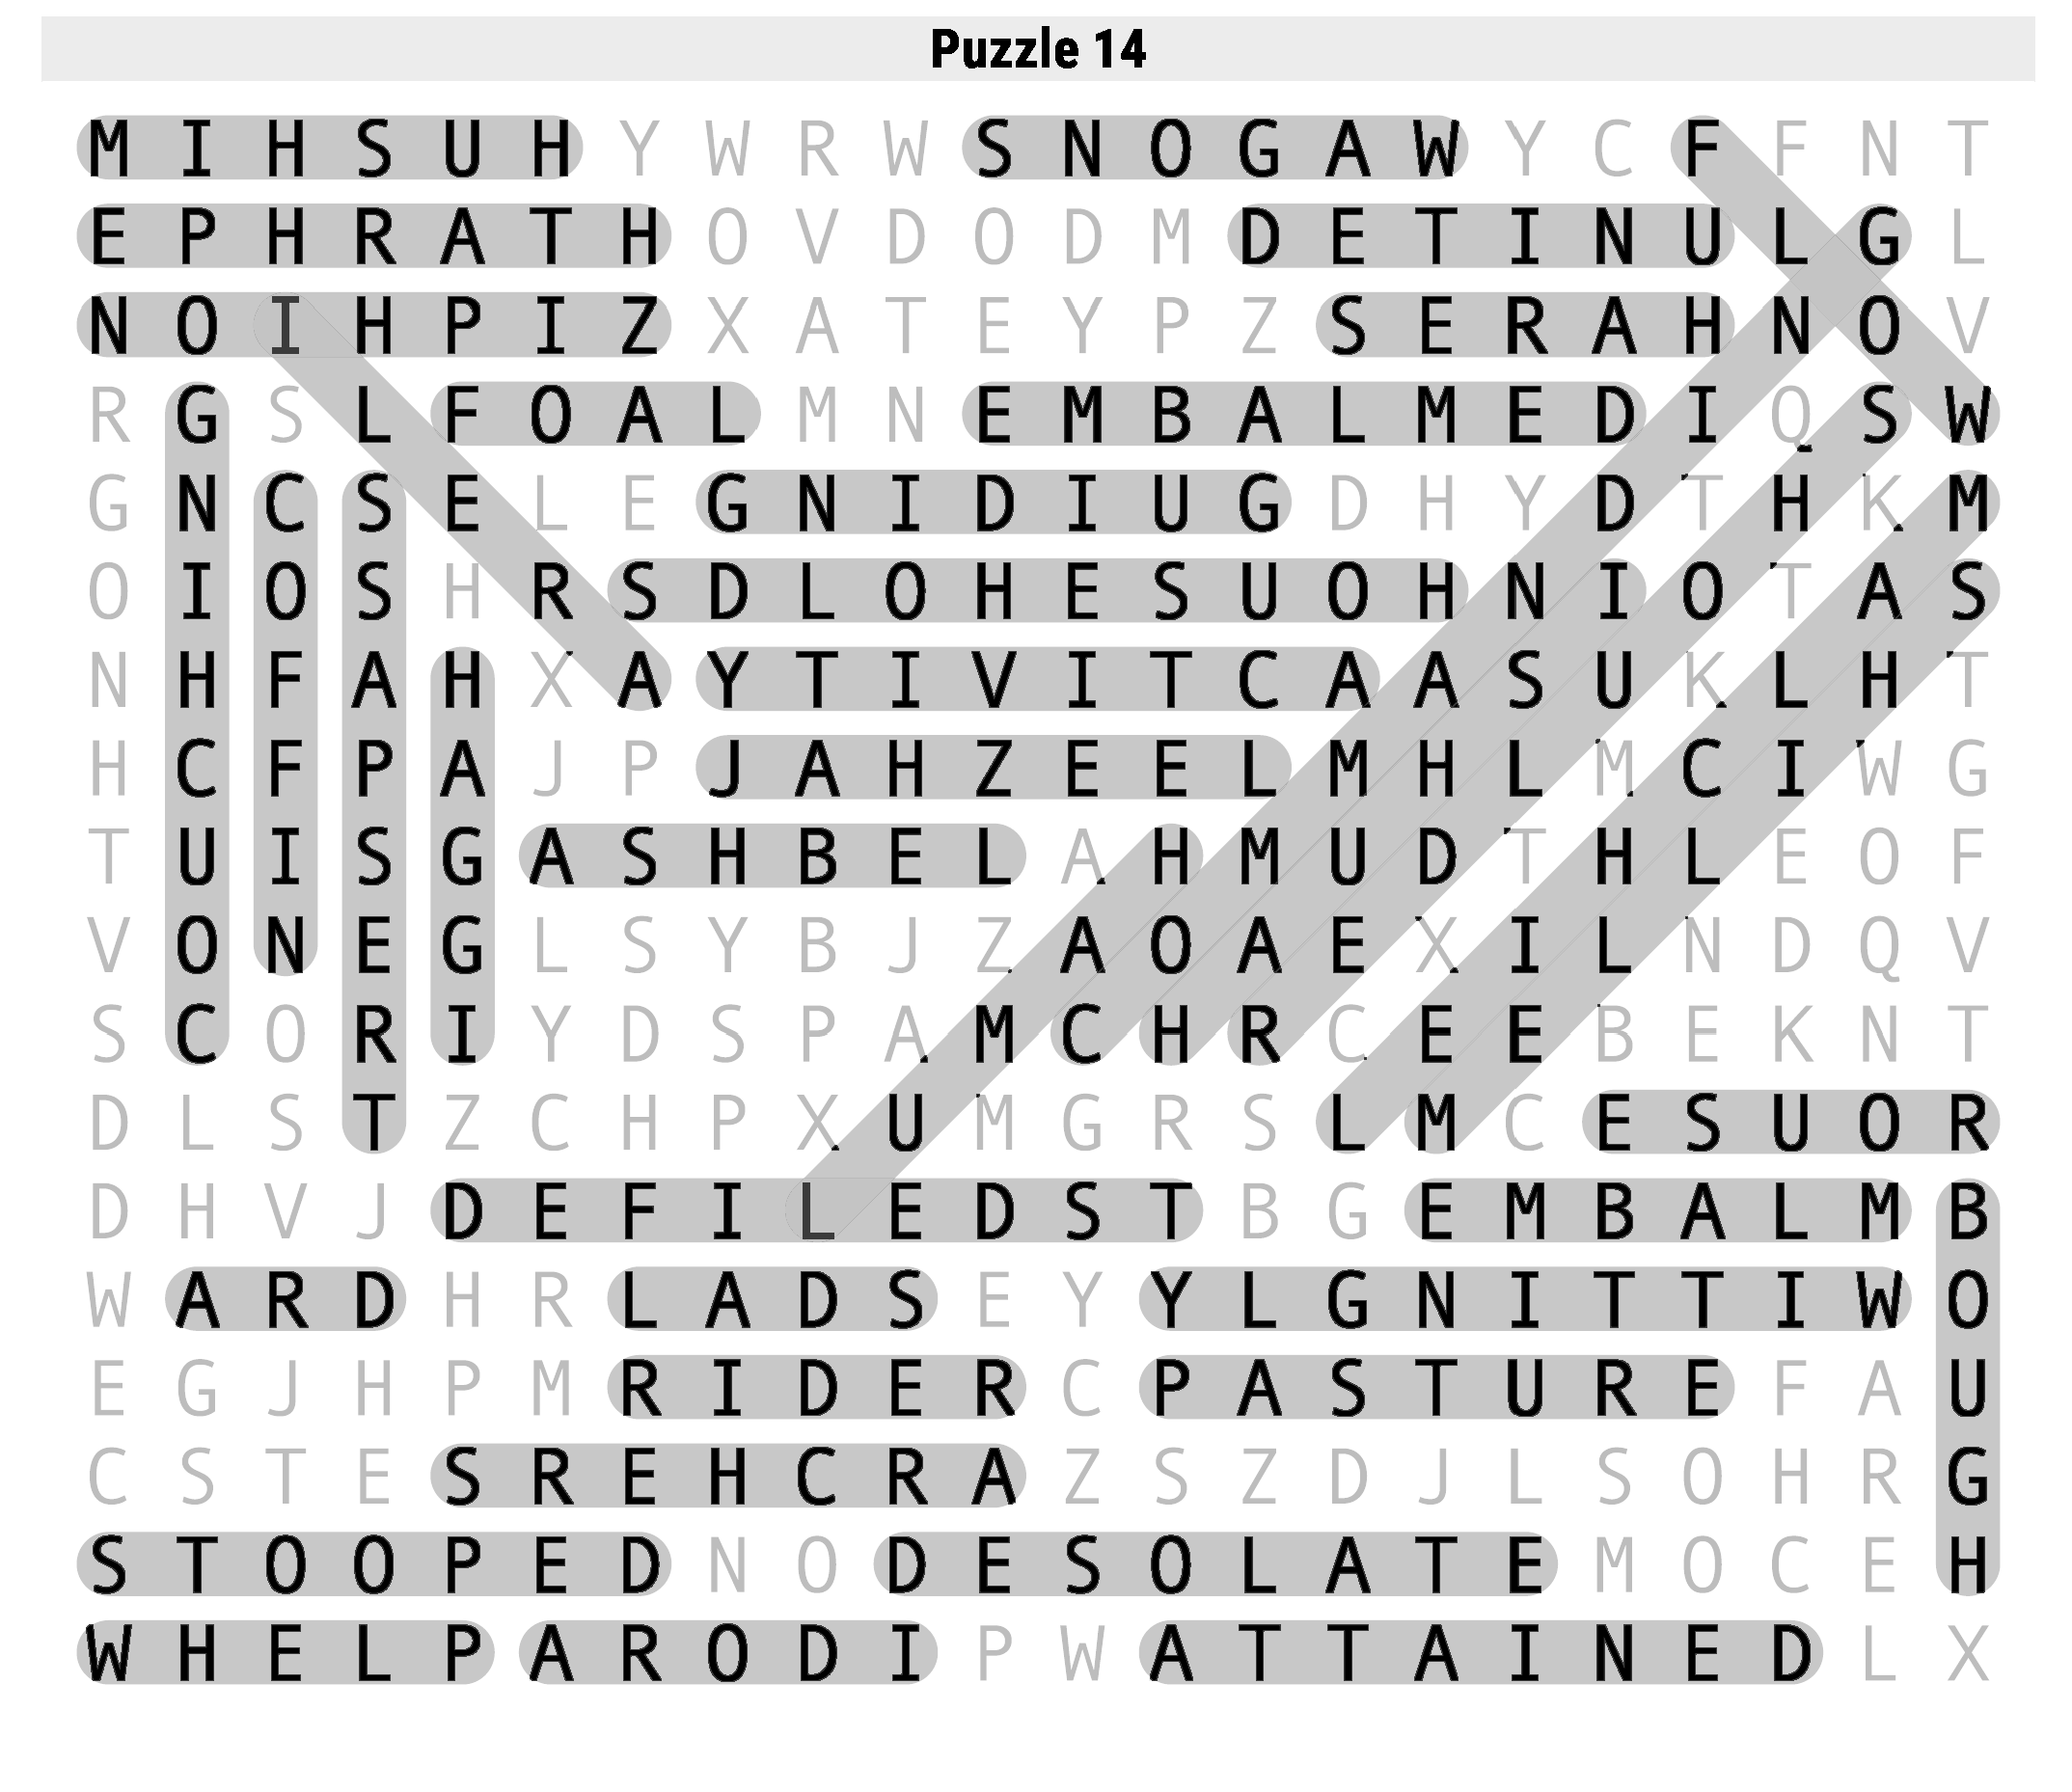 Puzzle 14
M I H S U H Y W R W S N O G A W Y C F F N T
E P H R A T H O V D O D M D E T I N U L G L
N O I H P I Z X A T E Y P Z S E R A H N O V
R G S L F O A L M N E M B A L M E D I Q S W
G N C S E L E G N I D I U G D H Y D T H K M
O I O S H R S D L O H E S U O H N I O T A S
N H F A H X A Y T I V I T C A A S U K L H T
H C F P A J P J A H Z E E L M H L M C I W G
T U I S G A S H B E L A H M U D T H L E O F
V O N E G L S Y B J Z A O A E X I L N D Q V
S C O R I Y D S P A M C H R C E E B E K N T
D L S T Z C H P X U M G R S L M C E S U O R
D H V J D E F I L E D S T B G E M B A L M B
W A R D H R L A D S E Y Y L G N I T T I W O
E G J H P M R I D E R C P A S T U R E F A U
C S T E S R E H C R A Z S Z D J L S O H R G
S T O O P E D N O D E S O L A T E M O C E H
W H E L P A R O D I P W A T T A I N E D L X